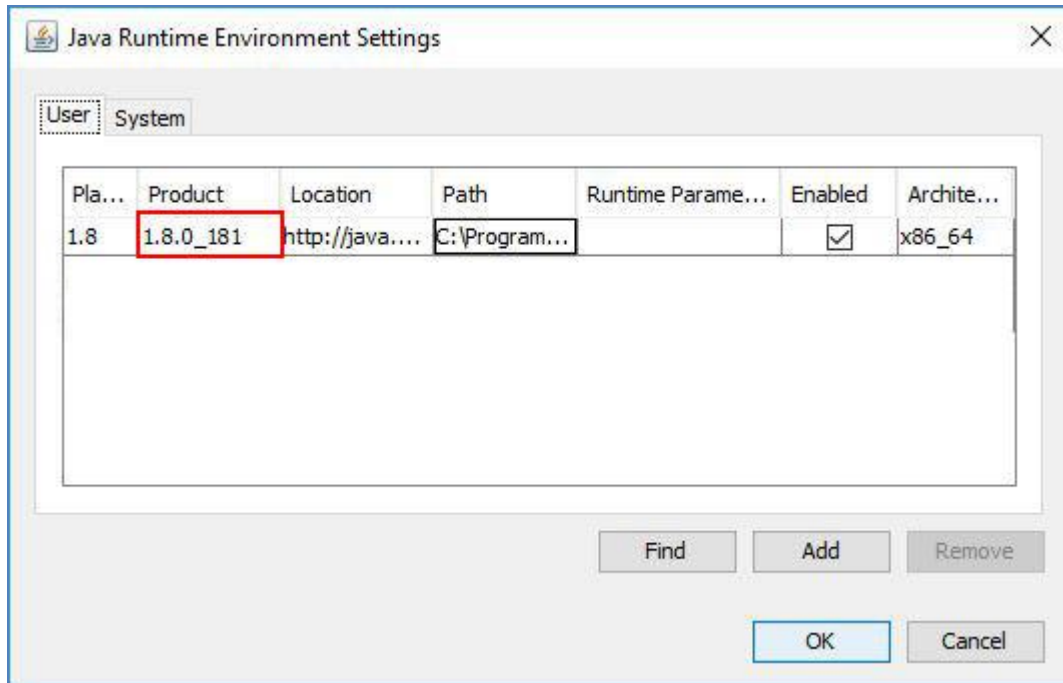 Java Runtime Environment Settings
User System
Pla... Product Location Path Runtime Parame... Enabled Archite...
1.8 1.8.0_181 http://java.... C:\Program... x86_64
Find Add Remove
OK Cancel